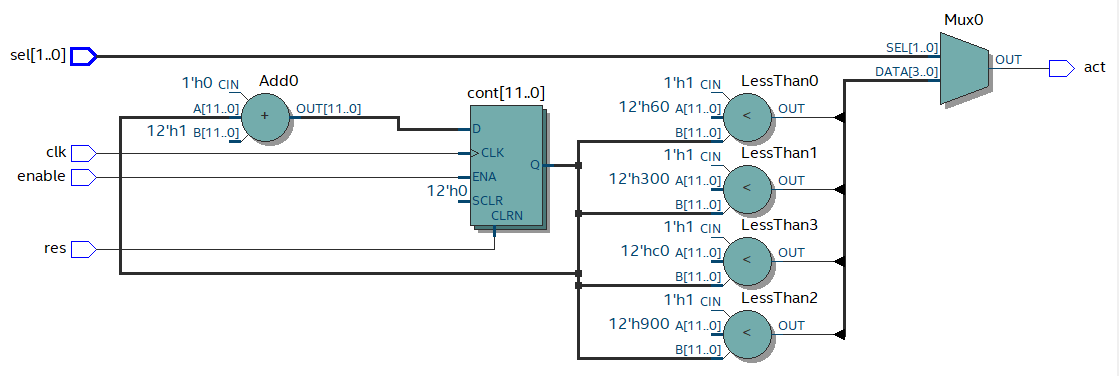 Mux0
sel[1..0]
SEL[1..0]
OUT
act
DATA[3..0]
1'h0 CIN
Add0
A[11..0]
+
OUT[11..0]
12'h1 B[11..0]
clk
enable
res
cont[11..0]
D
CLK
ENA
12'h0
SCLR
CLRN
Q
1'h1 CIN
LessThan0
12'h60 A[11..0]
<
OUT
B[11..0]
1'h1 CIN
LessThan1
12'h300 A[11..0]
<
OUT
B[11..0]
1'h1 CIN
LessThan3
12'hc0 A[11..0]
<
OUT
B[11..0]
1'h1 CIN
LessThan2
12'h900 A[11..0]
<
OUT
B[11..0]